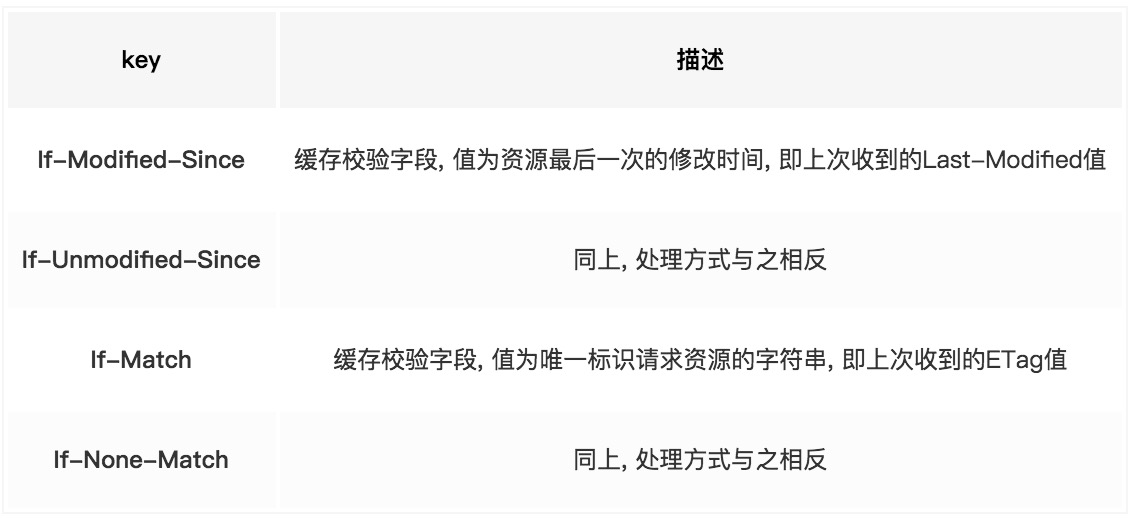 key 描述
If-Modified-Since 缓存校验字段, 值为资源最后一次的修改时间, 即上次收到的Last-Modified值
If-Unmodified-Since 同上, 处理方式与之相反
If-Match 缓存校验字段, 值为唯一标识请求资源的字符串, 即上次收到的ETag值
If-None-Match 同上, 处理方式与之相反